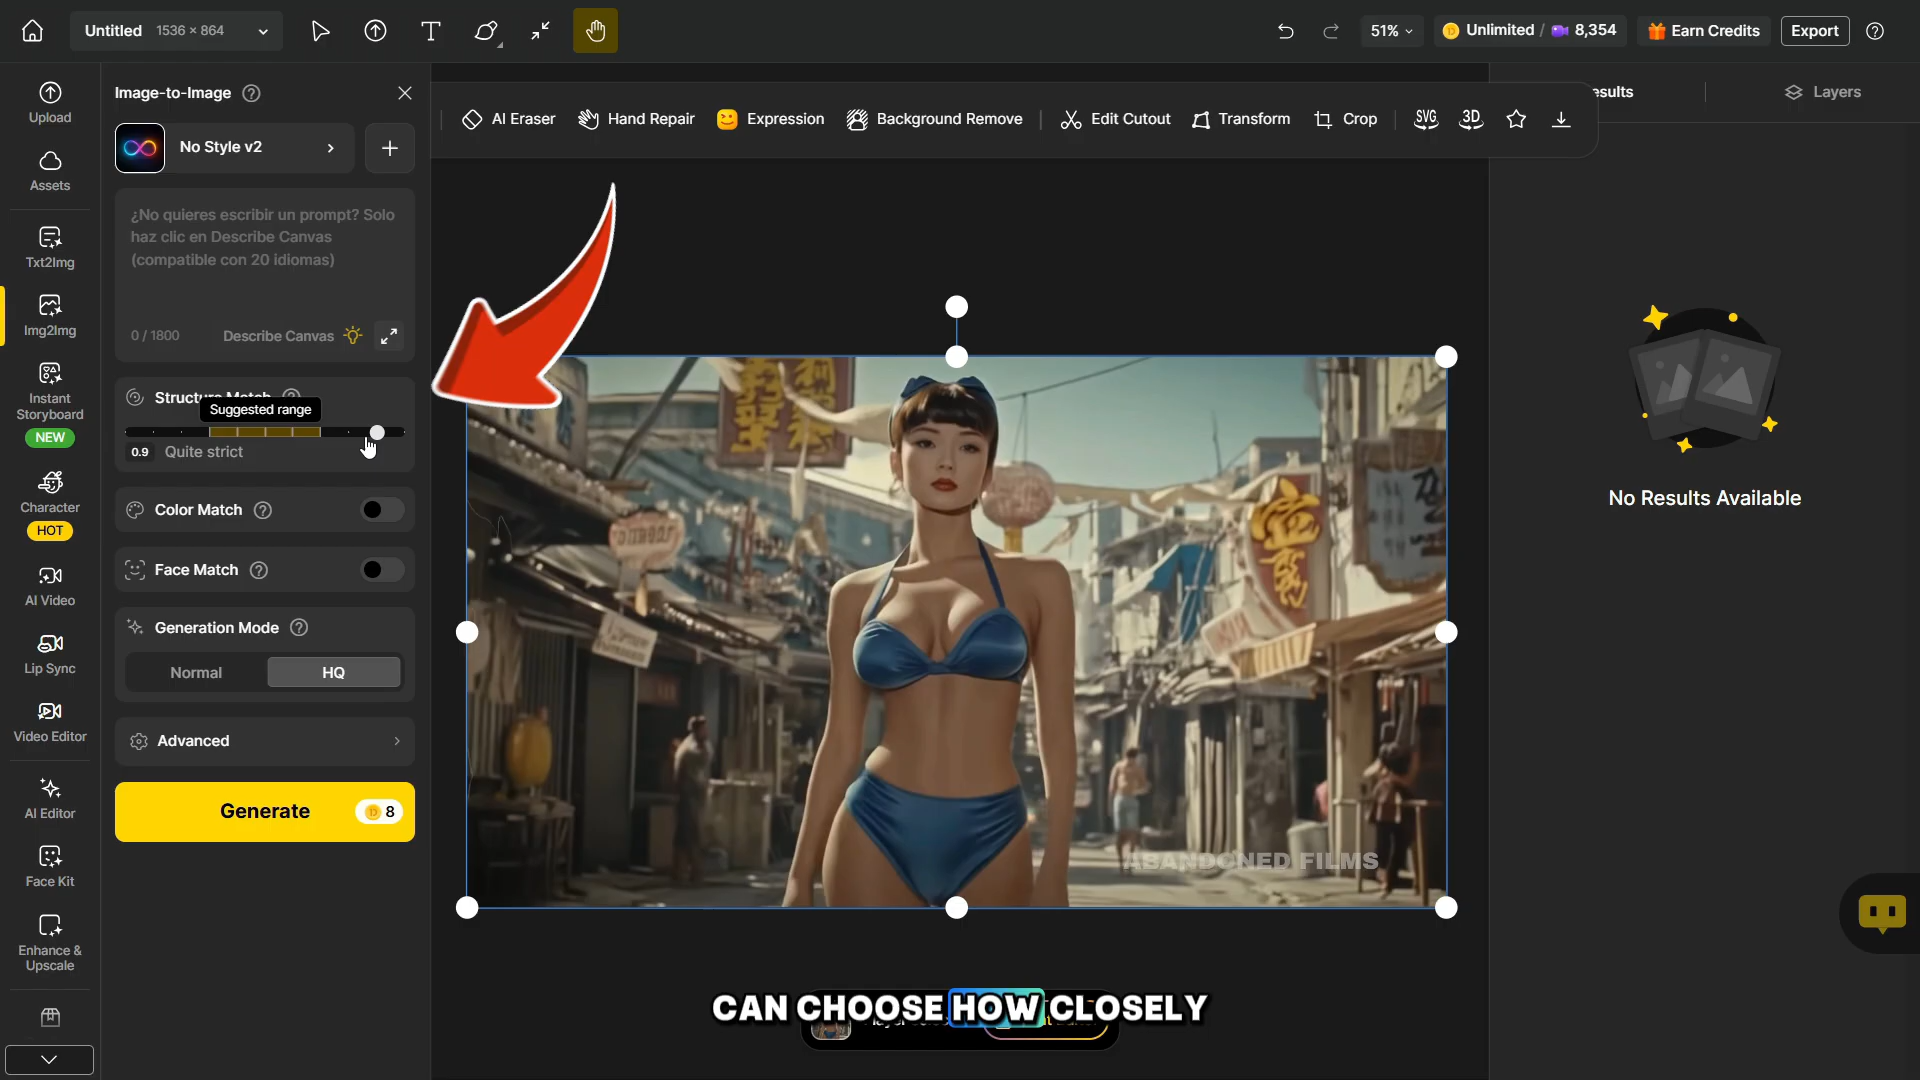 Untitled 1536 × 864
51%
Unlimited / 8,354
Earn Credits
Export
Upload
Assets
Txt2Img
Img2Img
Instant
Storyboard
NEW
Character
HOT
AI Video
Lip Sync
Video Editor
AI Editor
Face Kit
Enhance &
Upscale
Image-to-Image
No Style v2
¿No quieres escribir un prompt? Solo
haz clic en Describe Canvas
(compatible con 20 idiomas)
0 / 1800 Describe Canvas
Structure Match
Suggested range
0.9 Quite strict
Color Match
Face Match
Generation Mode
Normal HQ
Advanced
Generate 8
AI Eraser Hand Repair Expression Background Remove Edit Cutout Transform Crop SVG 3D
ABANDONED FILMS
CAN CHOOSE HOW CLOSELY
Layers
No Results Available